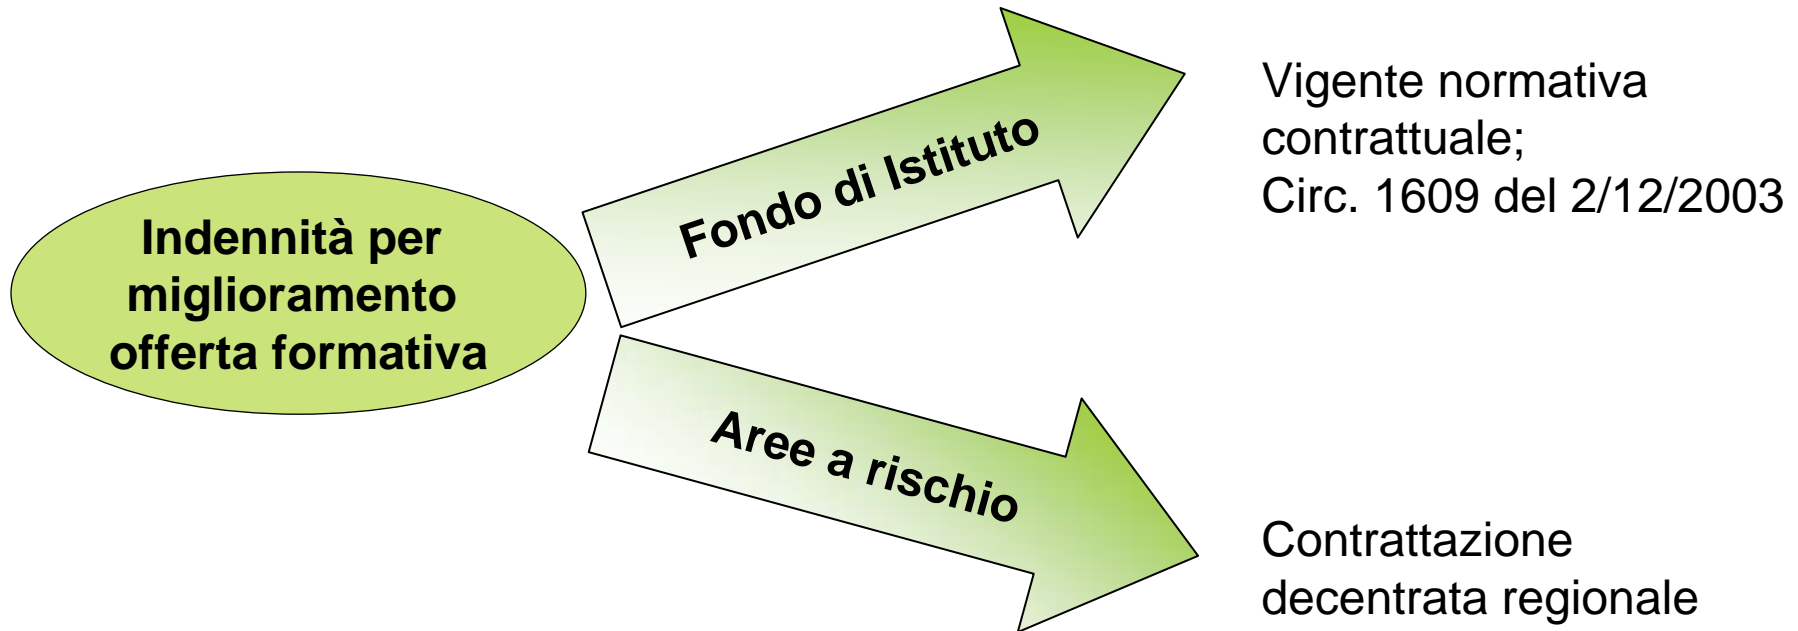 Indennità per
miglioramento
offerta formativa
Fondo di Istituto
Vigente normativa
contrattuale;
Circ. 1609 del 2/12/2003
Aree a rischio
Contrattazione
decentrata regionale